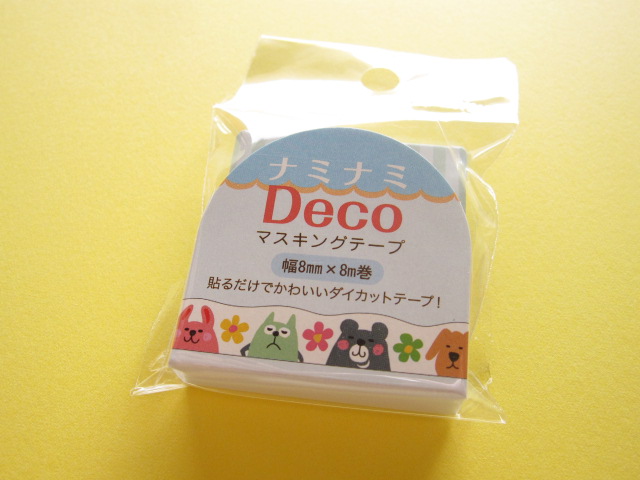 ナミナミ
Deco
マスキングテープ
幅8mm×8m巻
貼るだけでかわいいダイカットテープ!